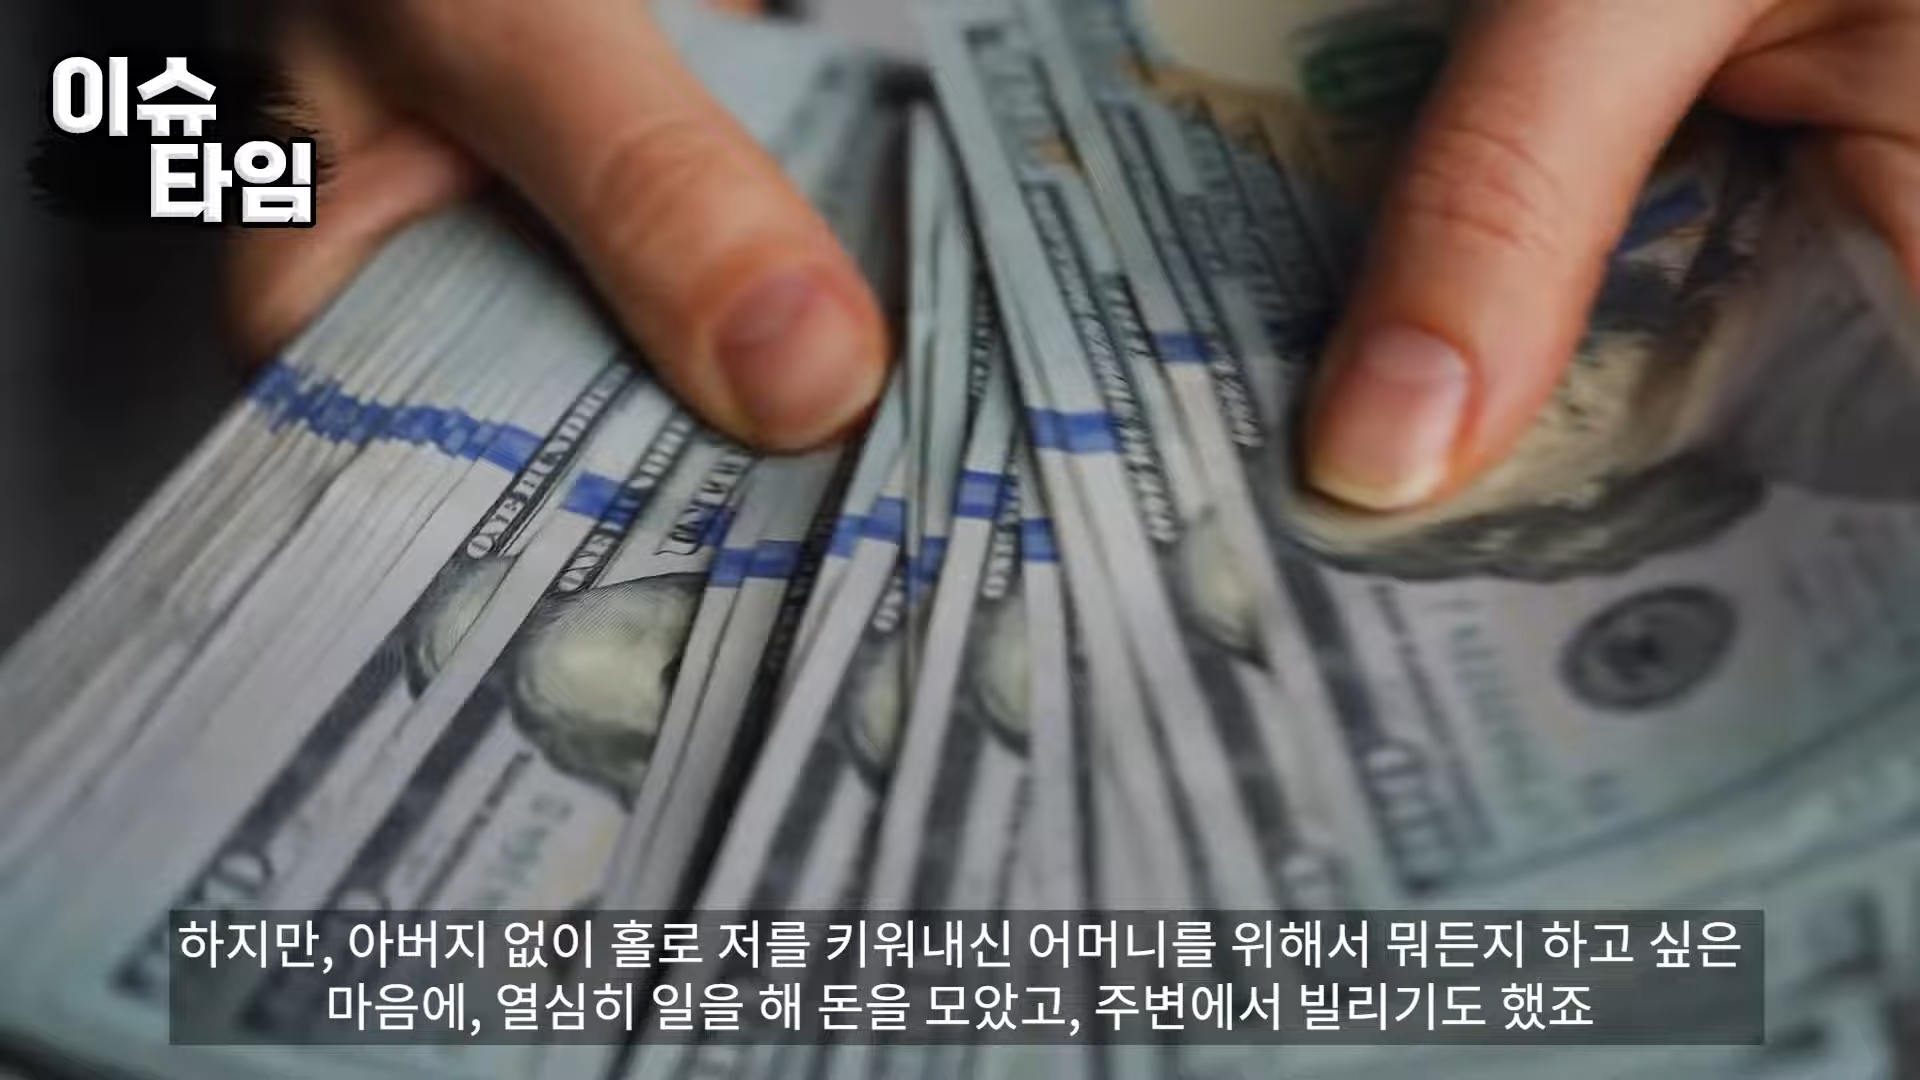 이슈
타임
ONE HUNDRED
하지만, 아버지 없이 홀로 저를 키워내신 어머니를 위해서 뭐든지 하고 싶은
마음에, 열심히 일을 해 돈을 모았고, 주변에서 빌리기도 했죠